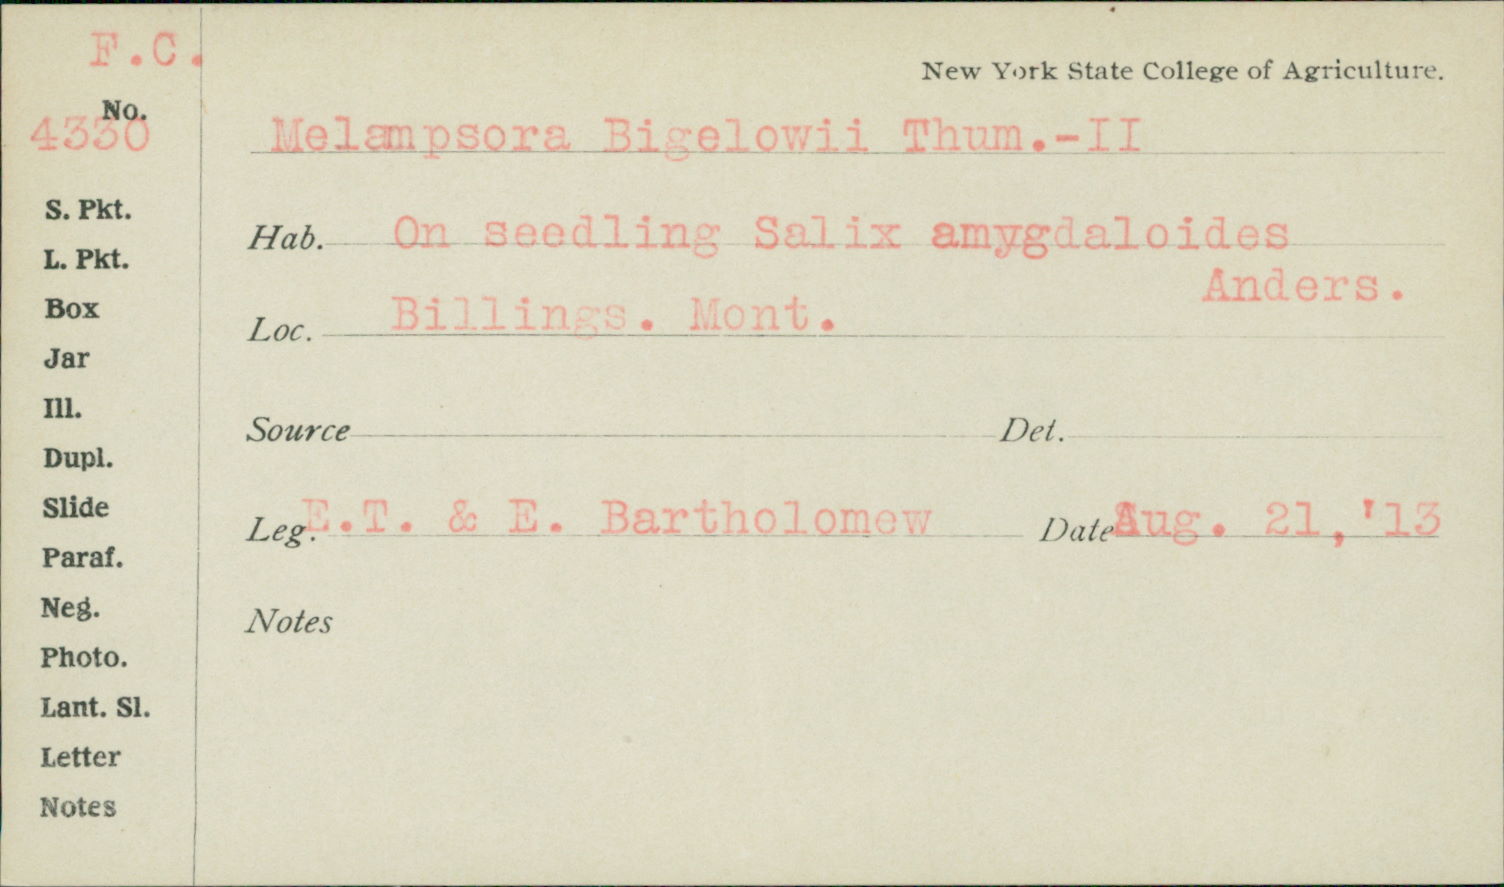 F.C.
New York State College of Agriculture.
No.
4330
Melampsora Bigelowii Thum.-II
S. Pkt.
Hab. On seedling Salix amygdaloides
L. Pkt.
Anders.
Box
Loc. Billings. Mont.
Jar
Ill.
Source Det.
Dupl.
Slide
Leg. E.T. & E. Bartholomew Date Aug. 21,'13
Paraf.
Neg.
Notes
Photo.
Lant. Sl.
Letter
Notes